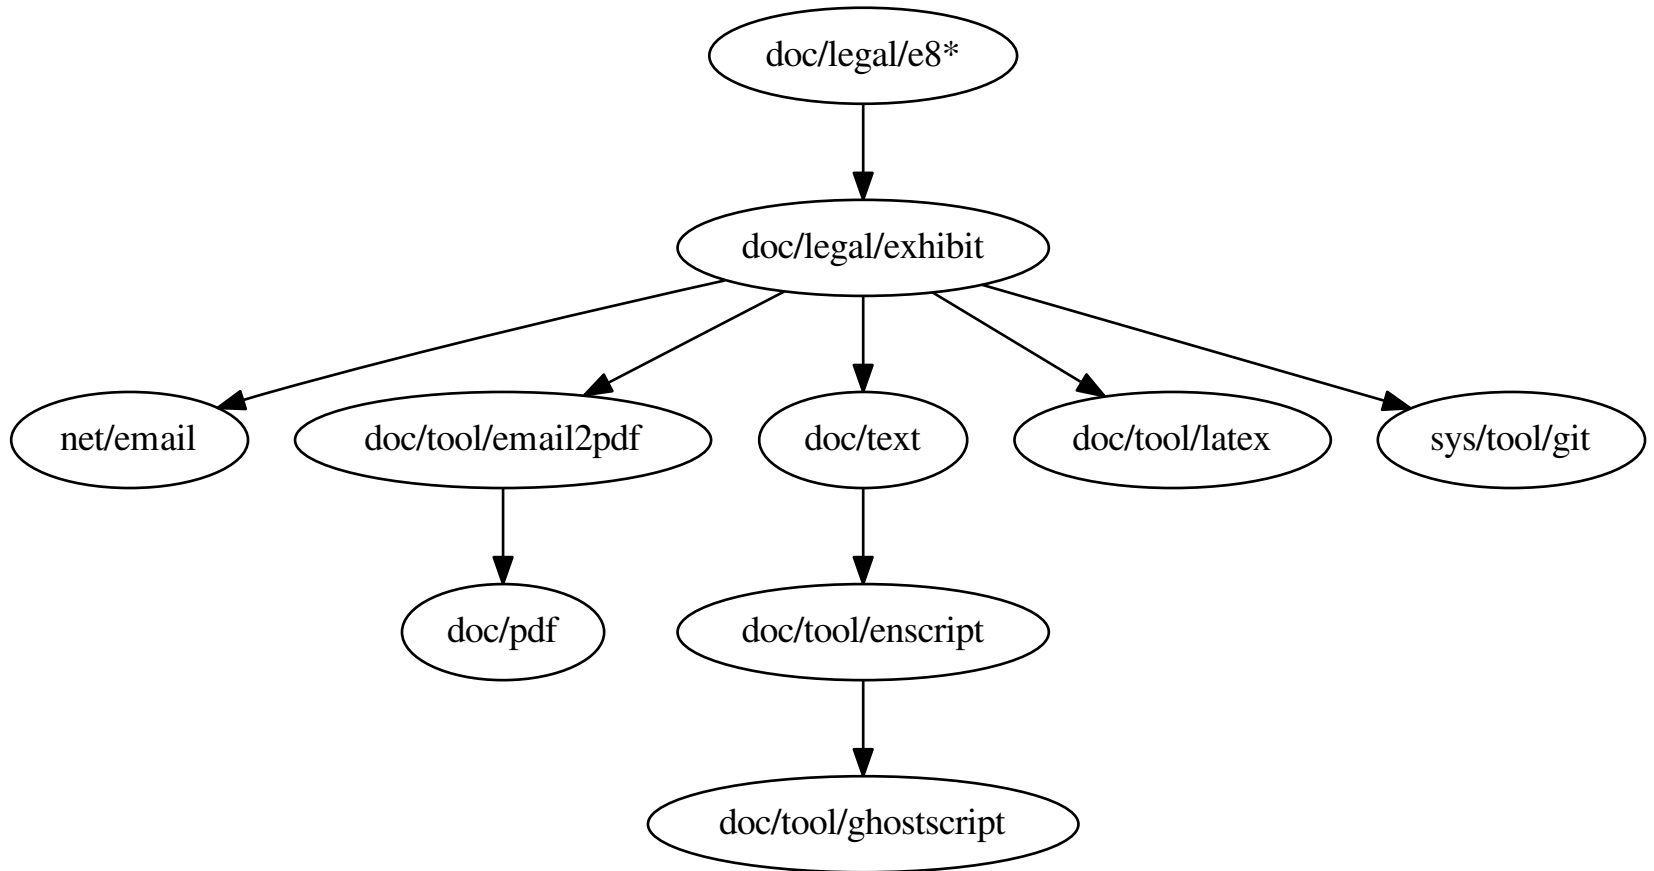 doc/legal/e8*
doc/legal/exhibit
net/email
doc/tool/email2pdf
doc/text
doc/tool/latex
sys/tool/git
doc/pdf
doc/tool/enscript
doc/tool/ghostscript